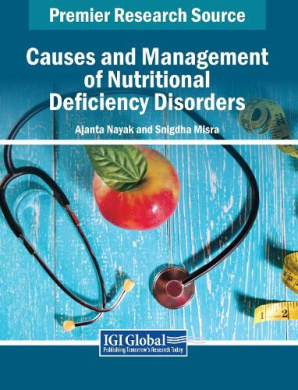 Premier Research Source
Causes and Management
of Nutritional
Deficiency Disorders
Ajanta Nayak and Snigdha Misra
IGI Global
Publishing Tomorrow's Research Today